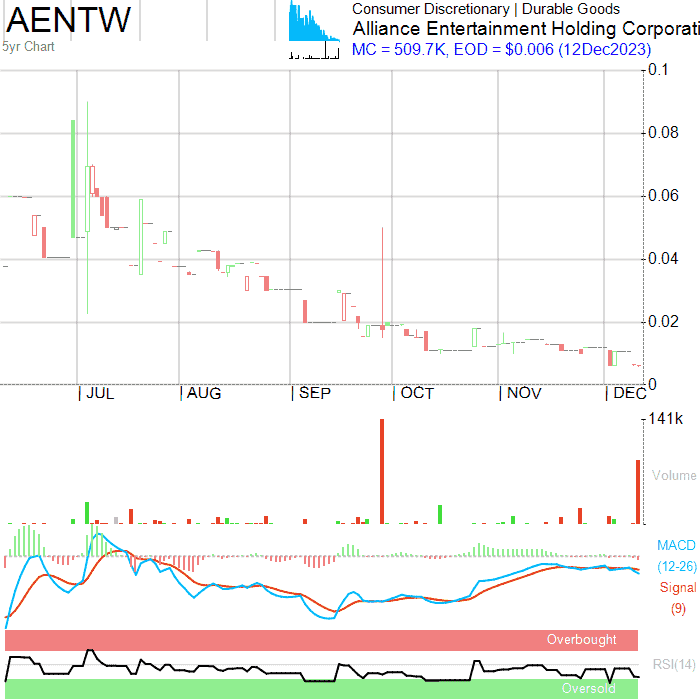 AENTW
5yr Chart
Consumer Discretionary | Durable Goods
Alliance Entertainment Holding Corporati
MC = 509.7K, EOD = $0.006 (12Dec2023)
0.1
0.08
0.06
0.04
0.02
0
| JUL | AUG | SEP | OCT | NOV | DEC
141k
Volume
MACD
(12-26)
Signal
(9)
Overbought
RSI(14)
Oversold